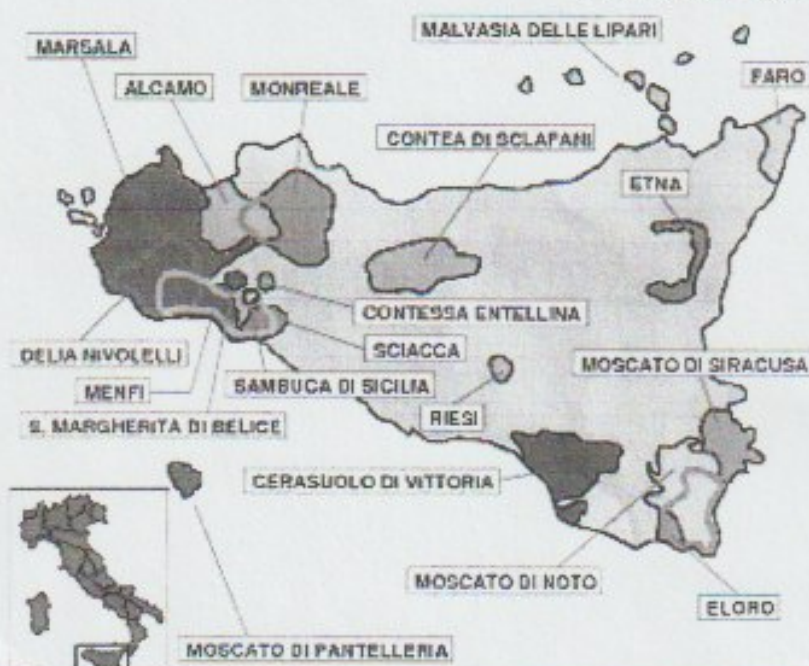 MALVASIA DELLE LIPARI
MARSALA
ALCAMO
MONREALE
FARO
CONTEA DI SCLAFANI
ETNA
CONTESSA ENTELLINA
DELIA NIVOLELLI
SCIACCA
MOSCATO DI SIRACUSA
MENFI
SAMBUCA DI SICILIA
RIESI
S. MARGHERITA DI BELICE
CERASUOLO DI VITTORIA
MOSCATO DI NOTO
ELORO
MOSCATO DI PANTELLERIA